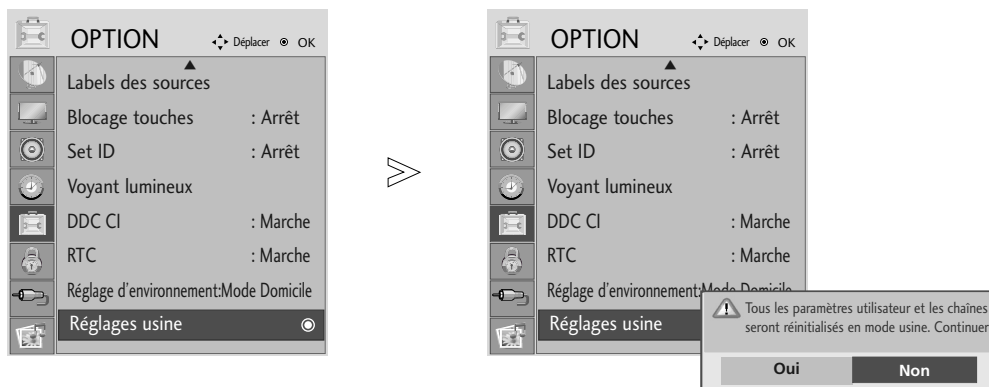 OPTION Déplacer OK
Labels des sources
Blocage touches : Arrêt
Set ID : Arrêt
Voyant lumineux
DDC CI : Marche
RTC : Marche
Réglage d'environnement:Mode Domicile
Réglages usine
OPTION Déplacer OK
Labels des sources
Blocage touches : Arrêt
Set ID : Arrêt
Voyant lumineux
DDC CI : Marche
RTC : Marche
Réglage d'environnement:Mode Domicile
Réglages usine
Tous les paramètres utilisateur et les chaînes
seront réinitialisés en mode usine. Continuer
Oui Non